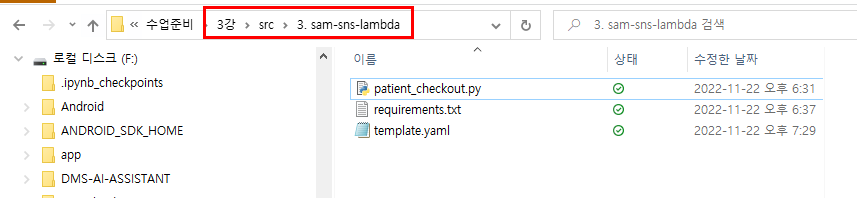 « 수업준비 > 3강 > src > 3. sam-sns-lambda
3. sam-sns-lambda 검색
로컬 디스크 (F:)
.ipynb_checkpoints
Android
ANDROID_SDK_HOME
app
DMS-AI-ASSISTANT
이름 상태 수정한 날짜
patient_checkout.py 2022-11-22 오후 6:31
requirements.txt 2022-11-22 오후 6:37
template.yaml 2022-11-22 오후 7:29